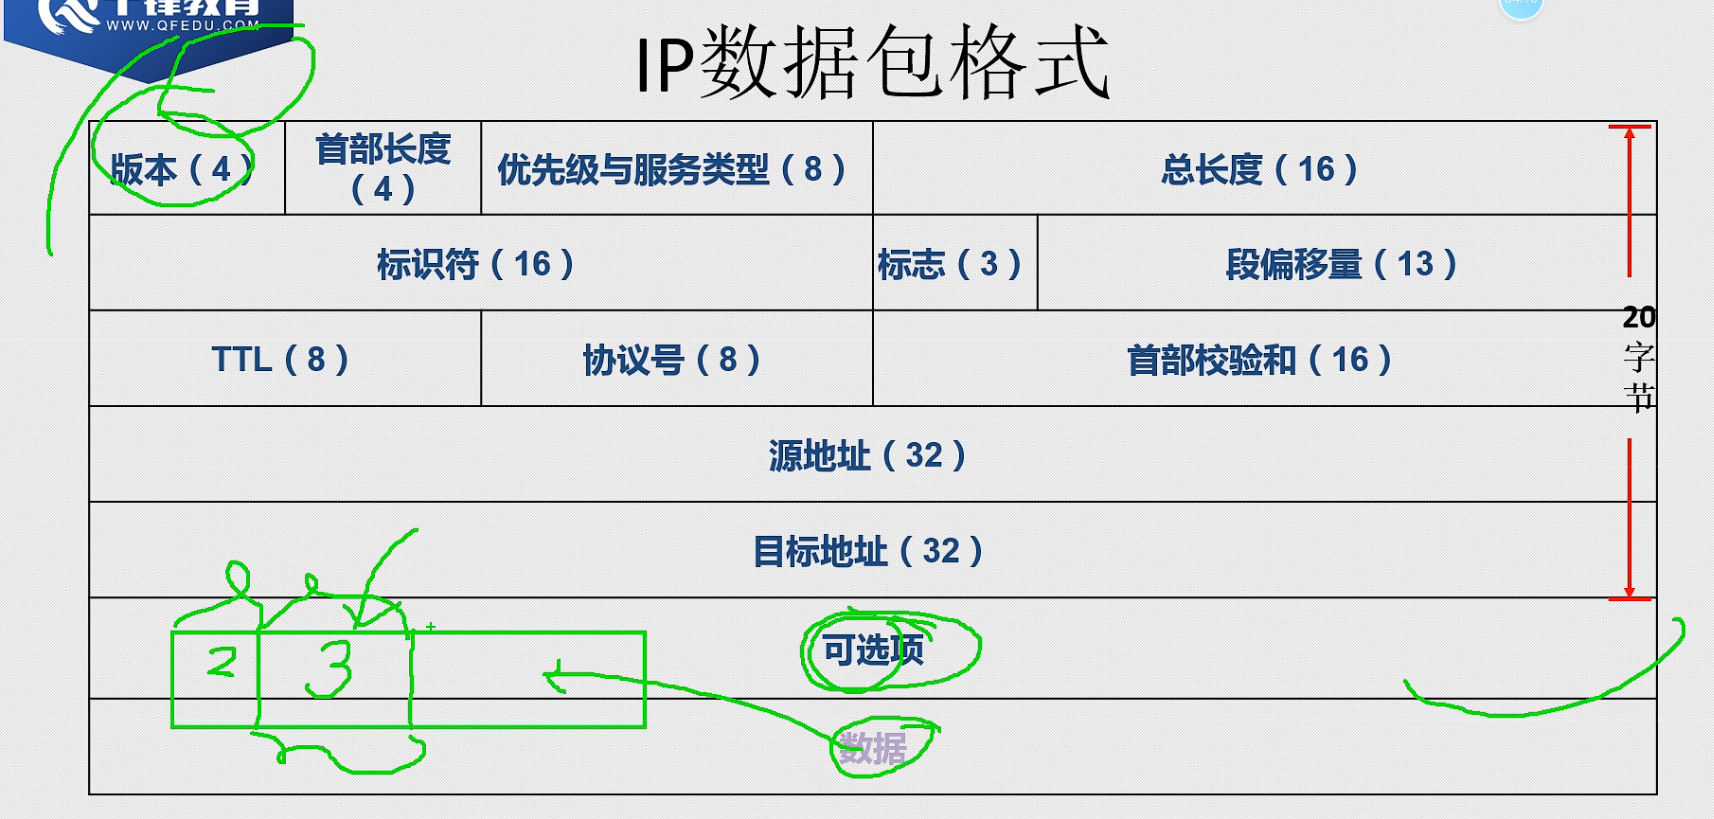 千锋教育
WWW.QFEDU.COM
IP数据包格式
版本（4） 首部长度（4） 优先级与服务类型（8） 总长度（16）
标识符（16） 标志（3） 段偏移量（13）
TTL（8） 协议号（8） 首部校验和（16）
20字节
源地址（32）
目标地址（32）
可选项
2 3
数据